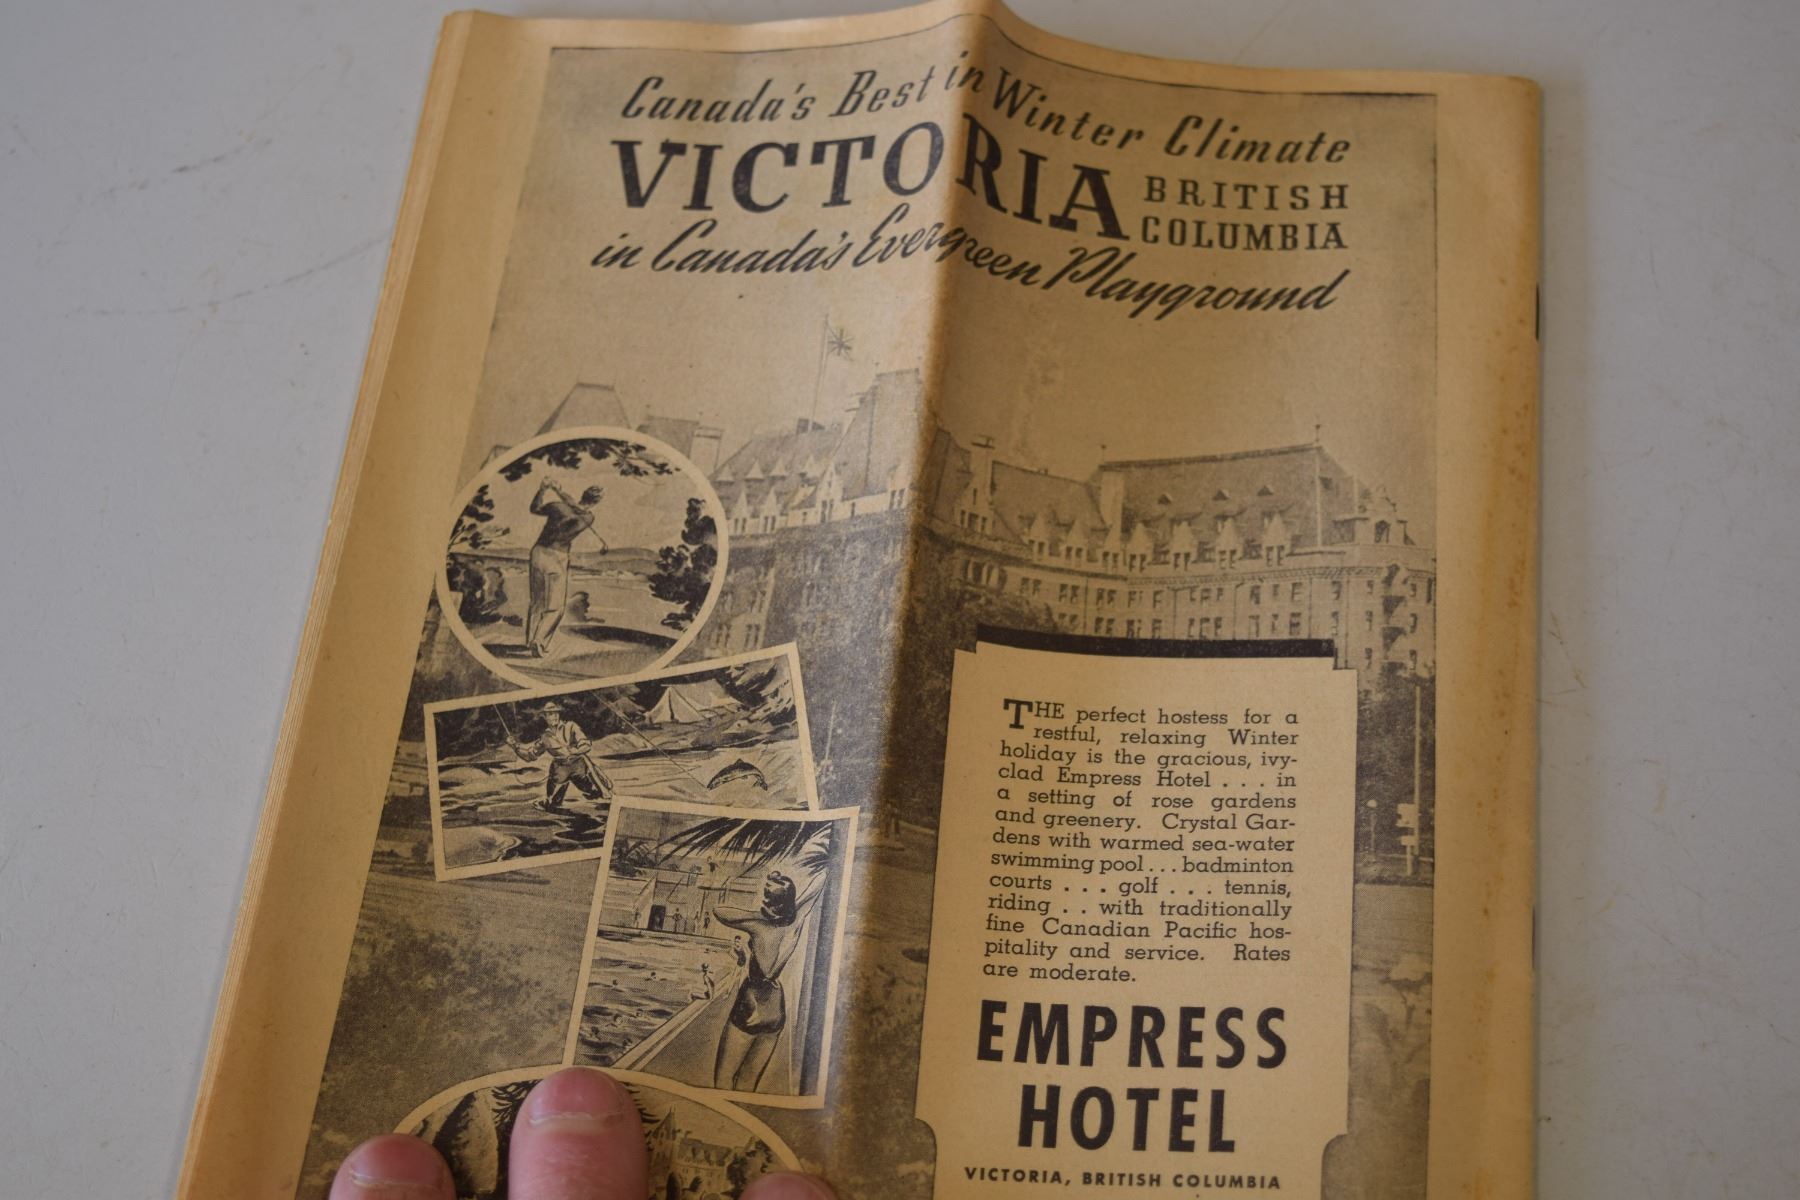 Canada's Best in Winter Climate
VICTORIA BRITISH COLUMBIA
in Canada's Evergreen Playground
THE perfect hostess for a
restful, relaxing Winter
holiday is the gracious, ivy-
clad Empress Hotel . . . in
a setting of rose gardens
and greenery. Crystal Gar-
dens with warmed sea-water
swimming pool . . . badminton
courts . . . golf . . . tennis,
riding . . with traditionally
fine Canadian Pacific hos-
pitality and service. Rates
are moderate.
EMPRESS
HOTEL
VICTORIA, BRITISH COLUMBIA